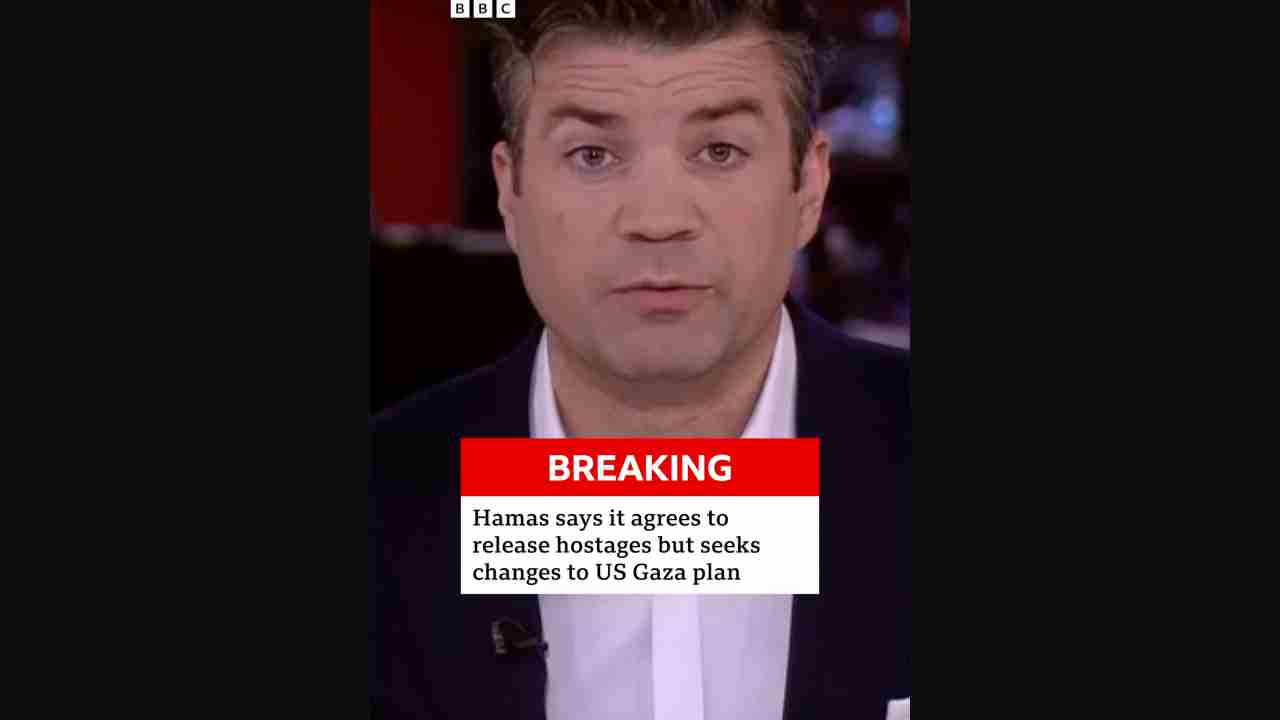 BBC
BREAKING
Hamas says it agrees to
release hostages but seeks
changes to US Gaza plan